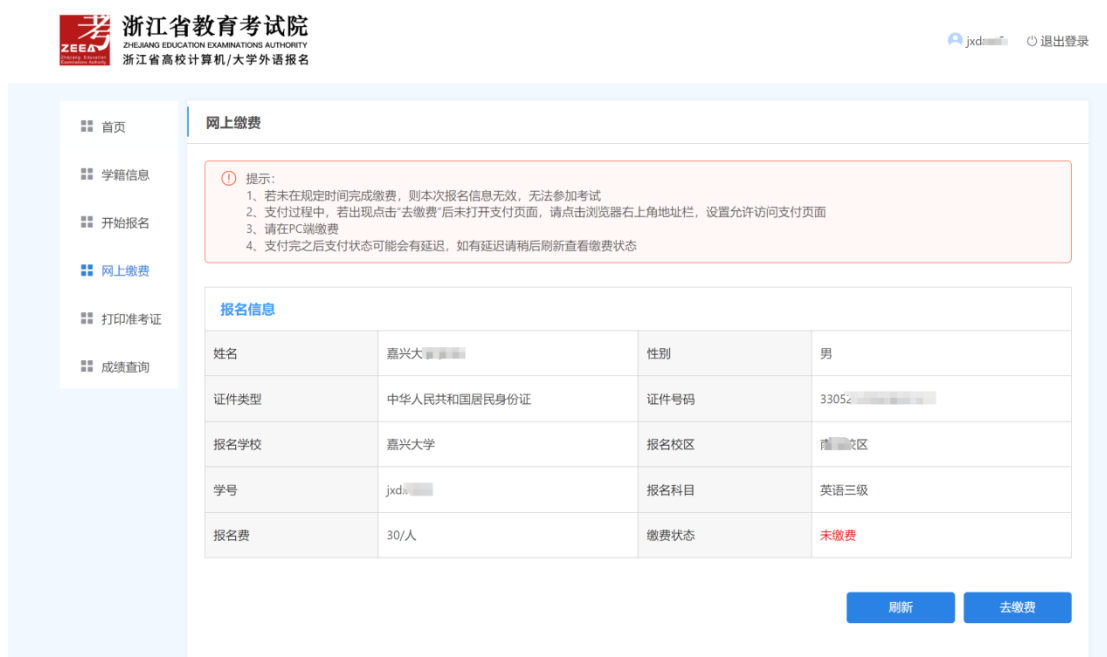 浙江省教育考试院
ZEEA
ZHEJIANG EDUCATION EXAMINATIONS AUTHORITY
Zhejiang Education
Examinations Authority
浙江省高校计算机/大学外语报名
jxd
退出登录
首页
学籍信息
开始报名
网上缴费
打印准考证
成绩查询
网上缴费
提示：
1、若未在规定时间完成缴费，则本次报名信息无效，无法参加考试
2、支付过程中，若出现点击“去缴费”后未打开支付页面，请点击浏览器右上角地址栏，设置允许访问支付页面
3、请在PC端缴费
4、支付完之后支付状态可能会有延迟，如有延迟请稍后刷新查看缴费状态
报名信息
姓名 嘉兴大 性别 男
证件类型 中华人民共和国居民身份证 证件号码 33052
报名学校 嘉兴大学 报名校区 南 校区
学号 jxdx 报名科目 英语三级
报名费 30/人 缴费状态 未缴费
刷新 去缴费